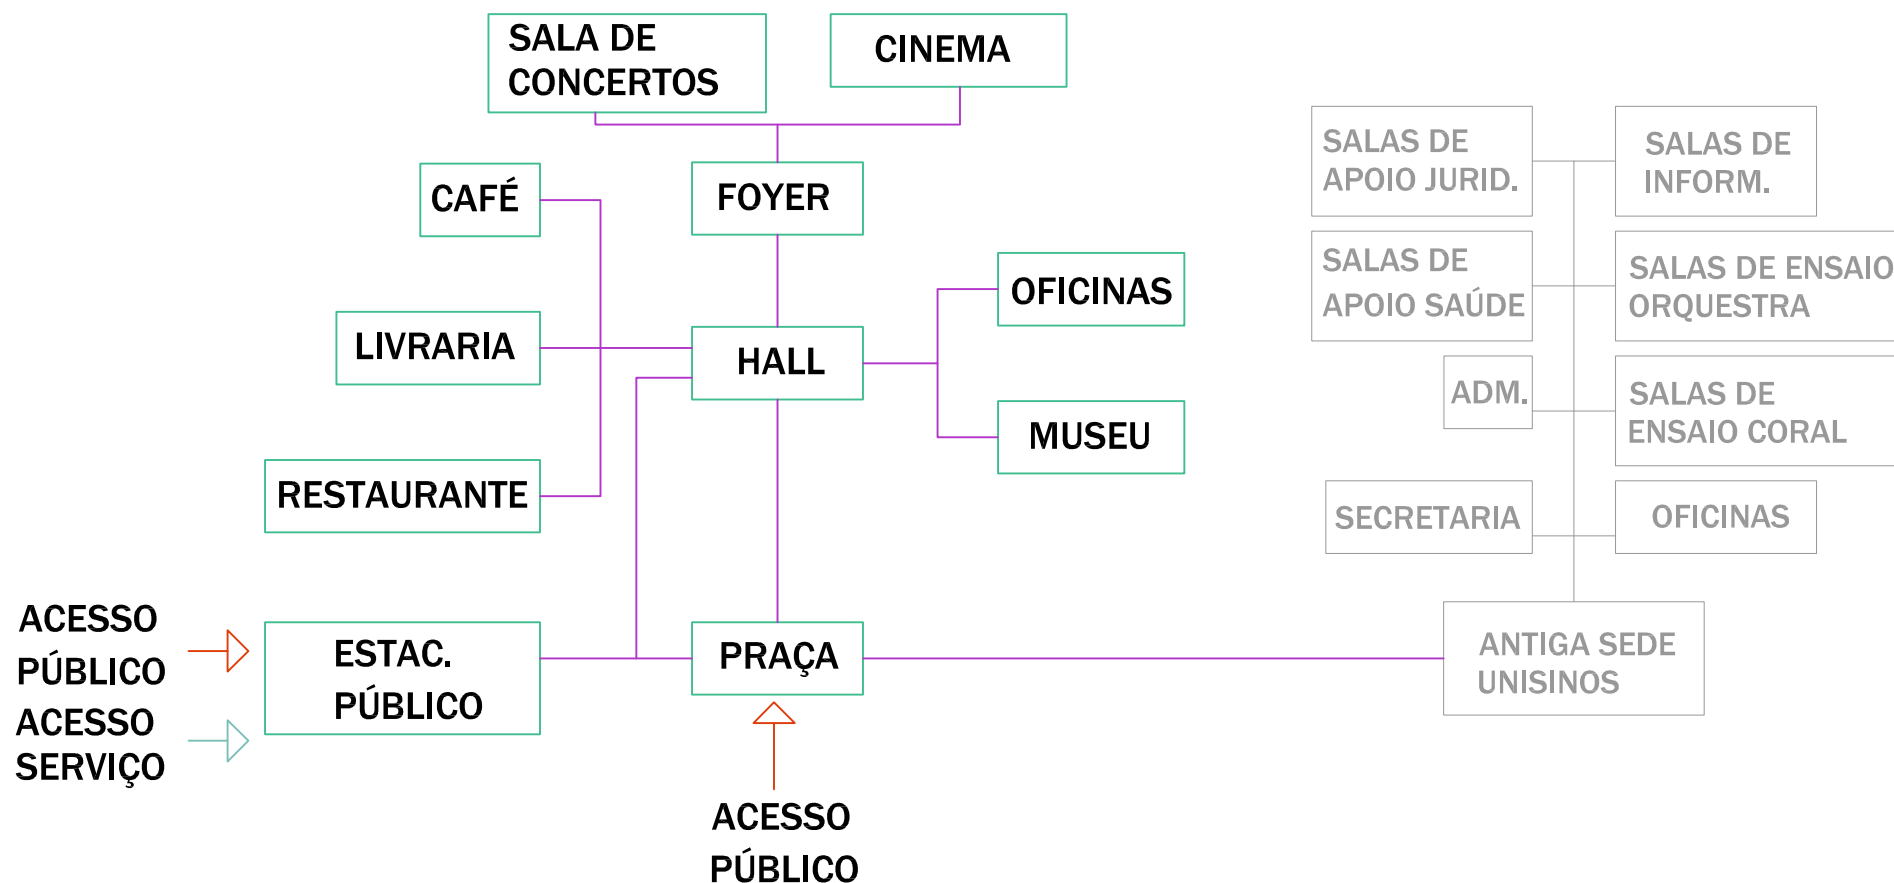 SALA DE
CONCERTOS
CINEMA
SALAS DE
APOIO JURID.
SALAS DE
INFORM.
CAFÉ
FOYER
SALAS DE
APOIO SAÚDE
SALAS DE ENSAIO
ORQUESTRA
OFICINAS
LIVRARIA
HALL
ADM.
SALAS DE
ENSAIO CORAL
MUSEU
RESTAURANTE
SECRETARIA
OFICINAS
ACESSO
PÚBLICO
ESTAC.
PÚBLICO
PRAÇA
ANTIGA SEDE
UNISINOS
ACESSO
SERVIÇO
ACESSO
PÚBLICO